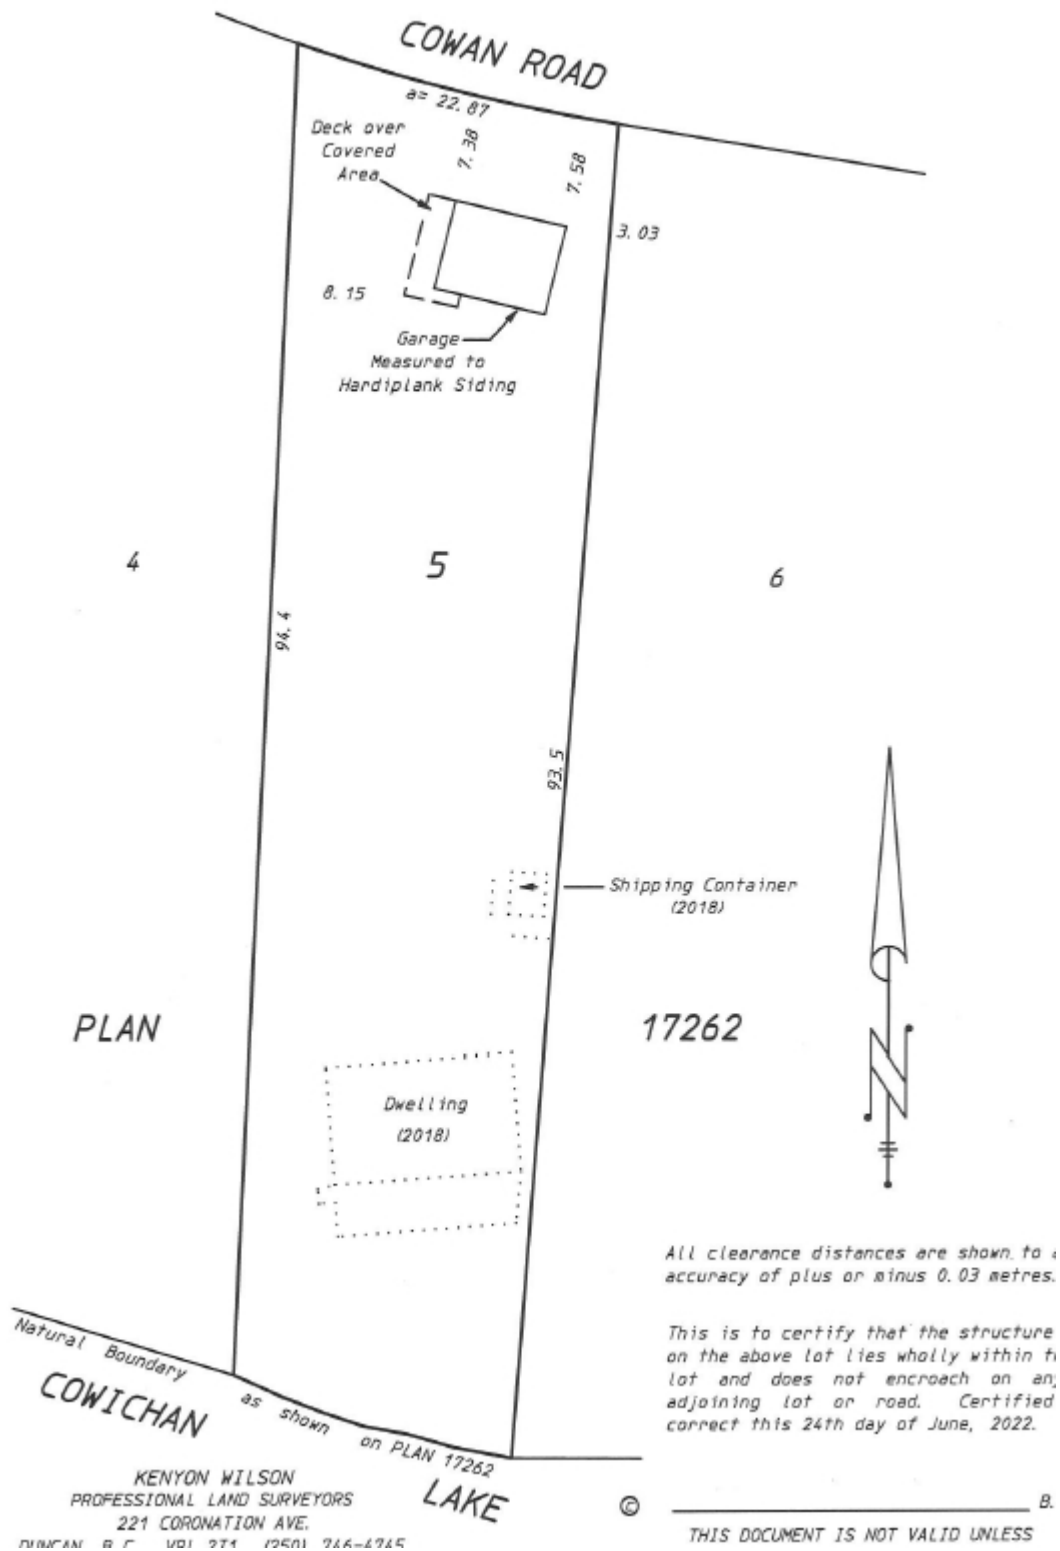 COWAN ROAD
a= 22.87
Deck over
Covered
Area
7.38
7.58
3.03
8.15
Garage
Measured to
Hardiplank Siding
4
5
6
94.4
93.5
Shipping Container
(2018)
PLAN
17262
N
Dwelling
(2018)
All clearance distances are shown to a
accuracy of plus or minus 0.03 metres.
This is to certify that the structure
on the above lot lies wholly within
lot and does not encroach on any
adjoining lot or road. Certified
correct this 24th day of June, 2022.
Natural Boundary as shown on PLAN 17262
COWICHAN LAKE
KENYON WILSON
PROFESSIONAL LAND SURVEYORS
221 CORONATION AVE.
DUNCAN, B.C. (250) 746-4745
© B.
THIS DOCUMENT IS NOT VALID UNLESS